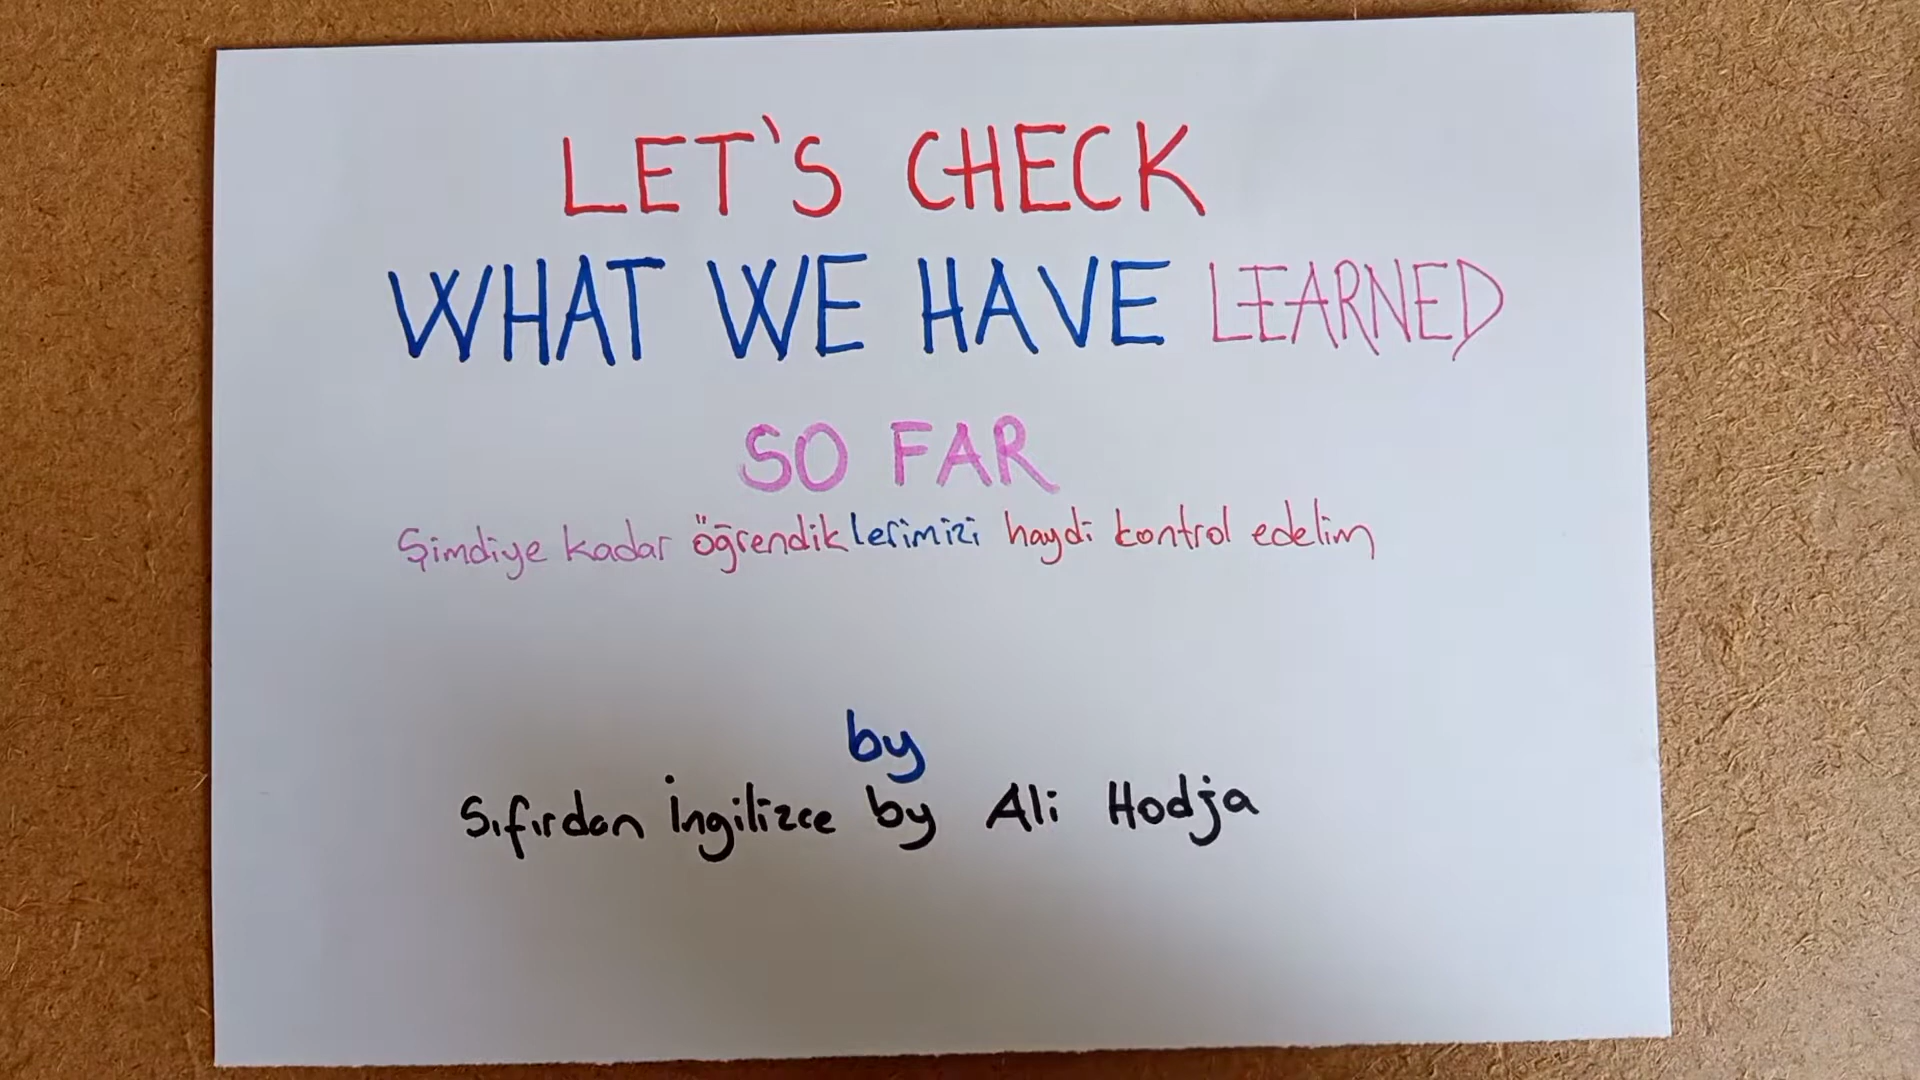 LET'S CHECK
WHAT WE HAVE LEARNED
SO FAR
Şimdiye kadar öğrendiklerimizi haydi kontrol edelim
by
Sıfırdan İngilizce by Ali Hodja